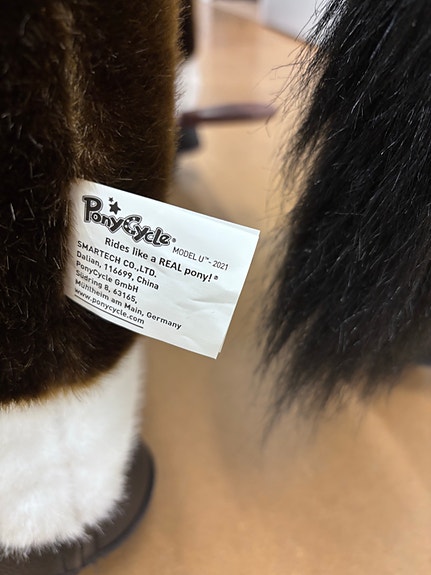 PonyCycle® MODEL U™- 2021
Rides like a REAL pony!®
SMARTECH CO.,LTD.
Dalian, 116699, China
PonyCycle GmbH
Südring 8, 63165,
Mühlheim am Main, Germany
www.ponycycle.com